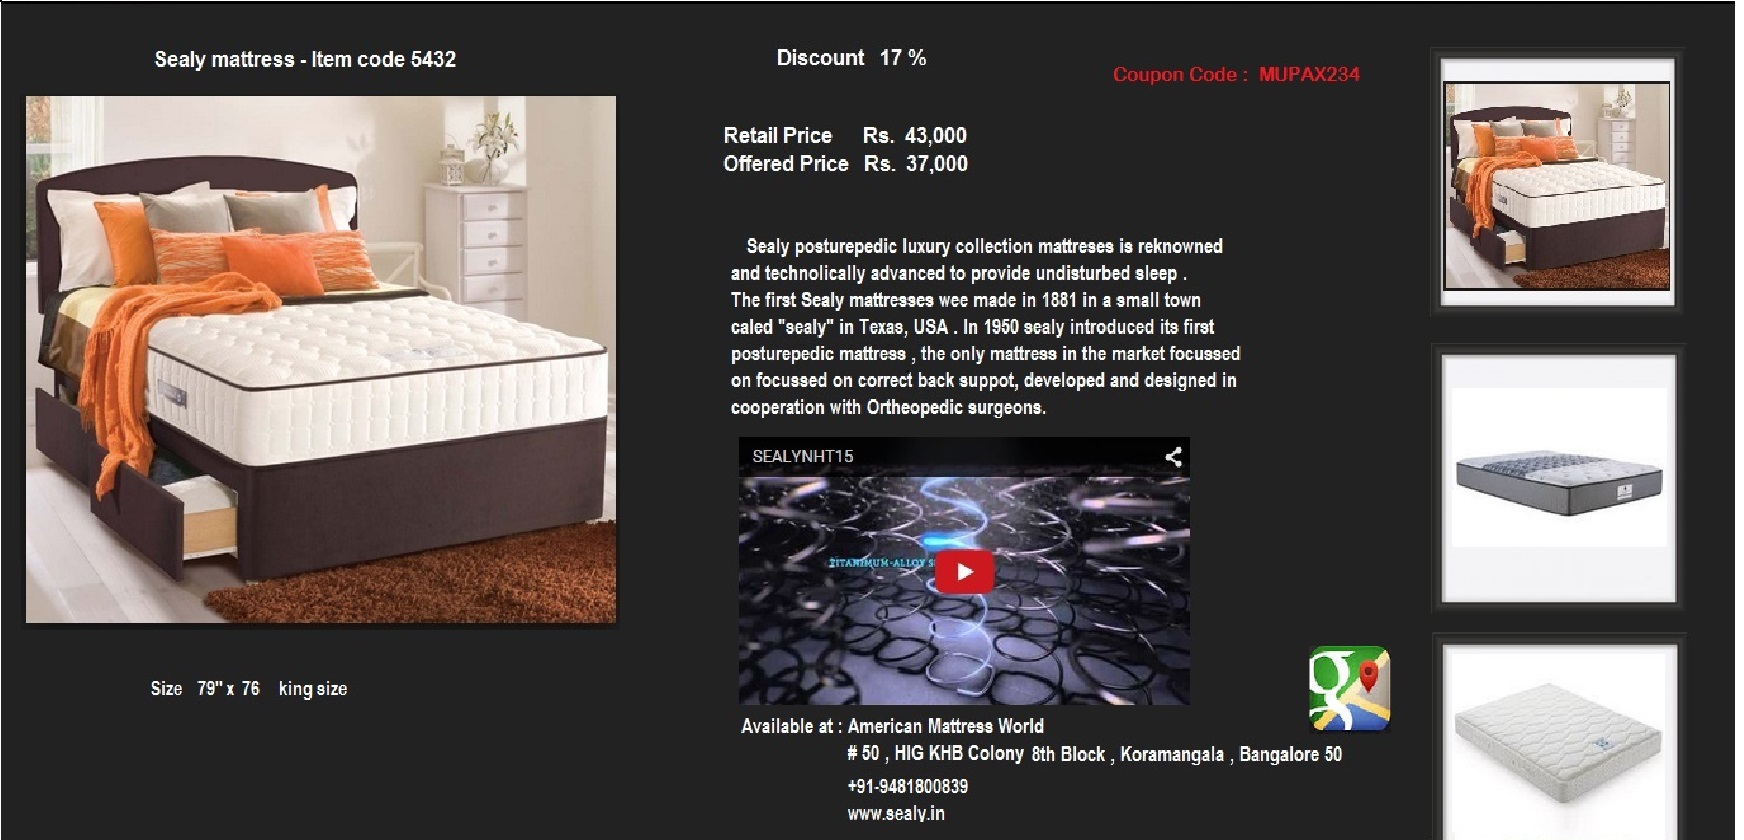 Sealy mattress - Item code 5432
Discount 17 %
Coupon Code : MUPAX234
Retail Price Rs. 43,000
Offered Price Rs. 37,000
Sealy posturepedic luxury collection mattreses is reknowned
and technolically advanced to provide undisturbed sleep .
The first Sealy mattresses wee made in 1881 in a small town
caled "sealy" in Texas, USA . In 1950 sealy introduced its first
posturepedic mattress , the only mattress in the market focussed
on focussed on correct back suppot, developed and designed in
cooperation with Ortheopedic surgeons.
SEALYNHT15
TITANIMUM-ALLOY
Size 79" x 76 king size
Available at : American Mattress World
# 50 , HIG KHB Colony 8th Block , Koramangala , Bangalore 50
+91-9481800839
www.sealy.in